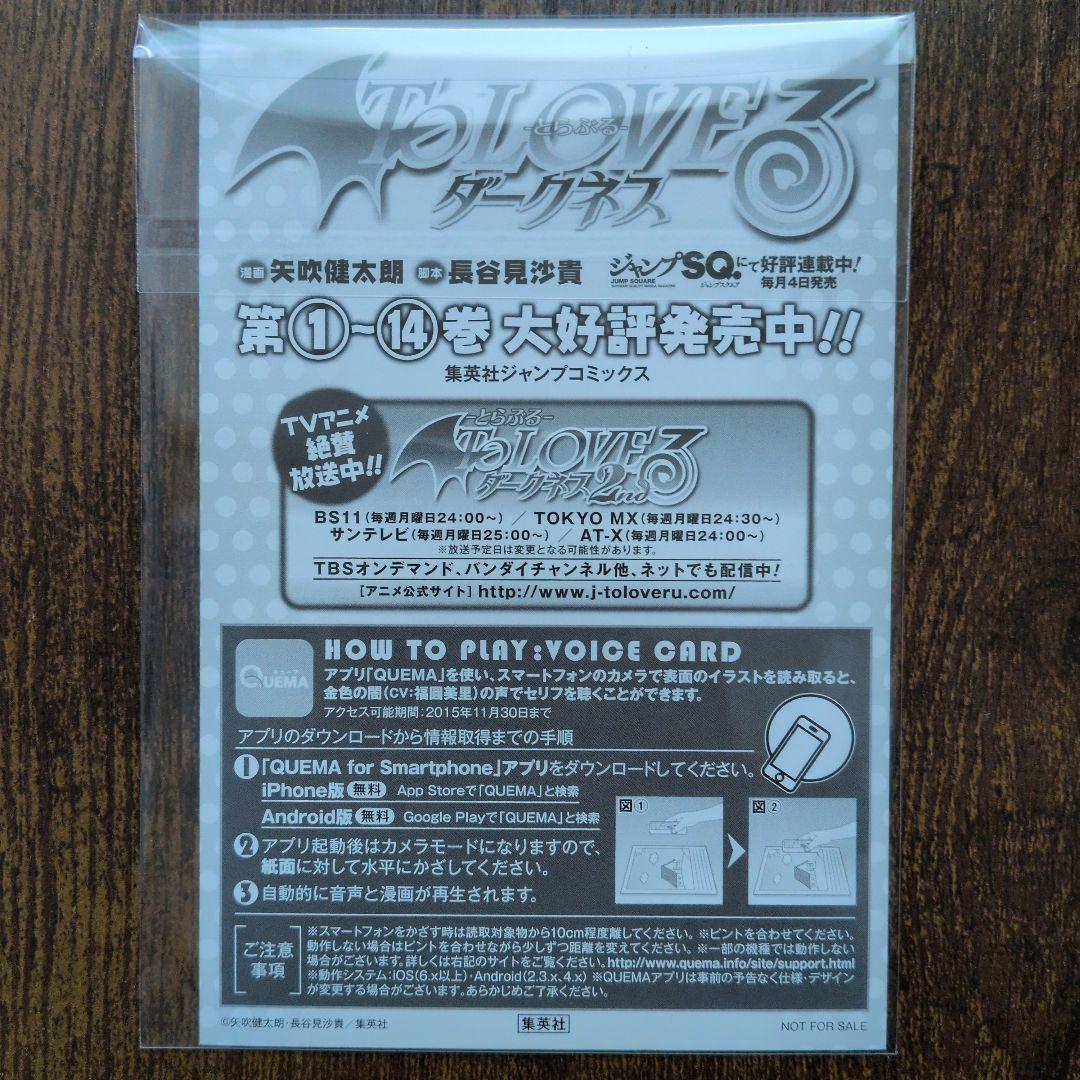 ToLOVEる
-とらぶる-
ダークネス
漫画 矢吹健太朗 脚本 長谷見沙貴 ジャンプSQ.にて好評連載中!
JUMP SQUARE
ジャンプスクエア
毎月4日発売
第①~⑭巻 大好評発売中!!
集英社ジャンプコミックス
TVアニメ
絶賛
放送中!!
-とらぶる-
ToLOVEる
ダークネス2nd
BS11(毎週月曜日24:00~) / TOKYO MX(毎週月曜日24:30~)
サンテレビ(毎週月曜日25:00~) / AT-X(毎週月曜日24:00~)
※放送予定日は変更となる可能性があります。
TBSオンデマンド、バンダイチャンネル他、ネットでも配信中!
[アニメ公式サイト] http://www.j-toloveru.com/
QUEMA
HOW TO PLAY:VOICE CARD
アプリ「QUEMA」を使い、スマートフォンのカメラで表面のイラストを読み取ると、
金色の闇(CV:福圓美里)の声でセリフを聴くことができます。
アクセス可能期間:2015年11月30日まで
アプリのダウンロードから情報取得までの手順
❶「QUEMA for Smartphone」アプリをダウンロードしてください。
iPhone版 無料 App Storeで「QUEMA」と検索
Android版 無料 Google Playで「QUEMA」と検索
❷アプリ起動後はカメラモードになりますので、
紙面に対して水平にかざしてください。
❸自動的に音声と漫画が再生されます。
図①
図②
ご注意
事項
※スマートフォンをかざす時は読取対象物から10cm程度離してください。※ピントを合わせてください。
動作しない場合はピントを合わせながら少しずつ距離を変えてください。※一部の機種では動作しない
場合がございます。詳しくは右記のサイトをご覧ください。http://www.quema.info/site/support.html
※動作システム:iOS(6.x以上)・Android(2.3.x、4.x) ※QUEMAアプリは事前の予告なく仕様・デザイン
が変更する場合がございます。あらかじめご了承ください。
©矢吹健太朗・長谷見沙貴/集英社
集英社
NOT FOR SALE